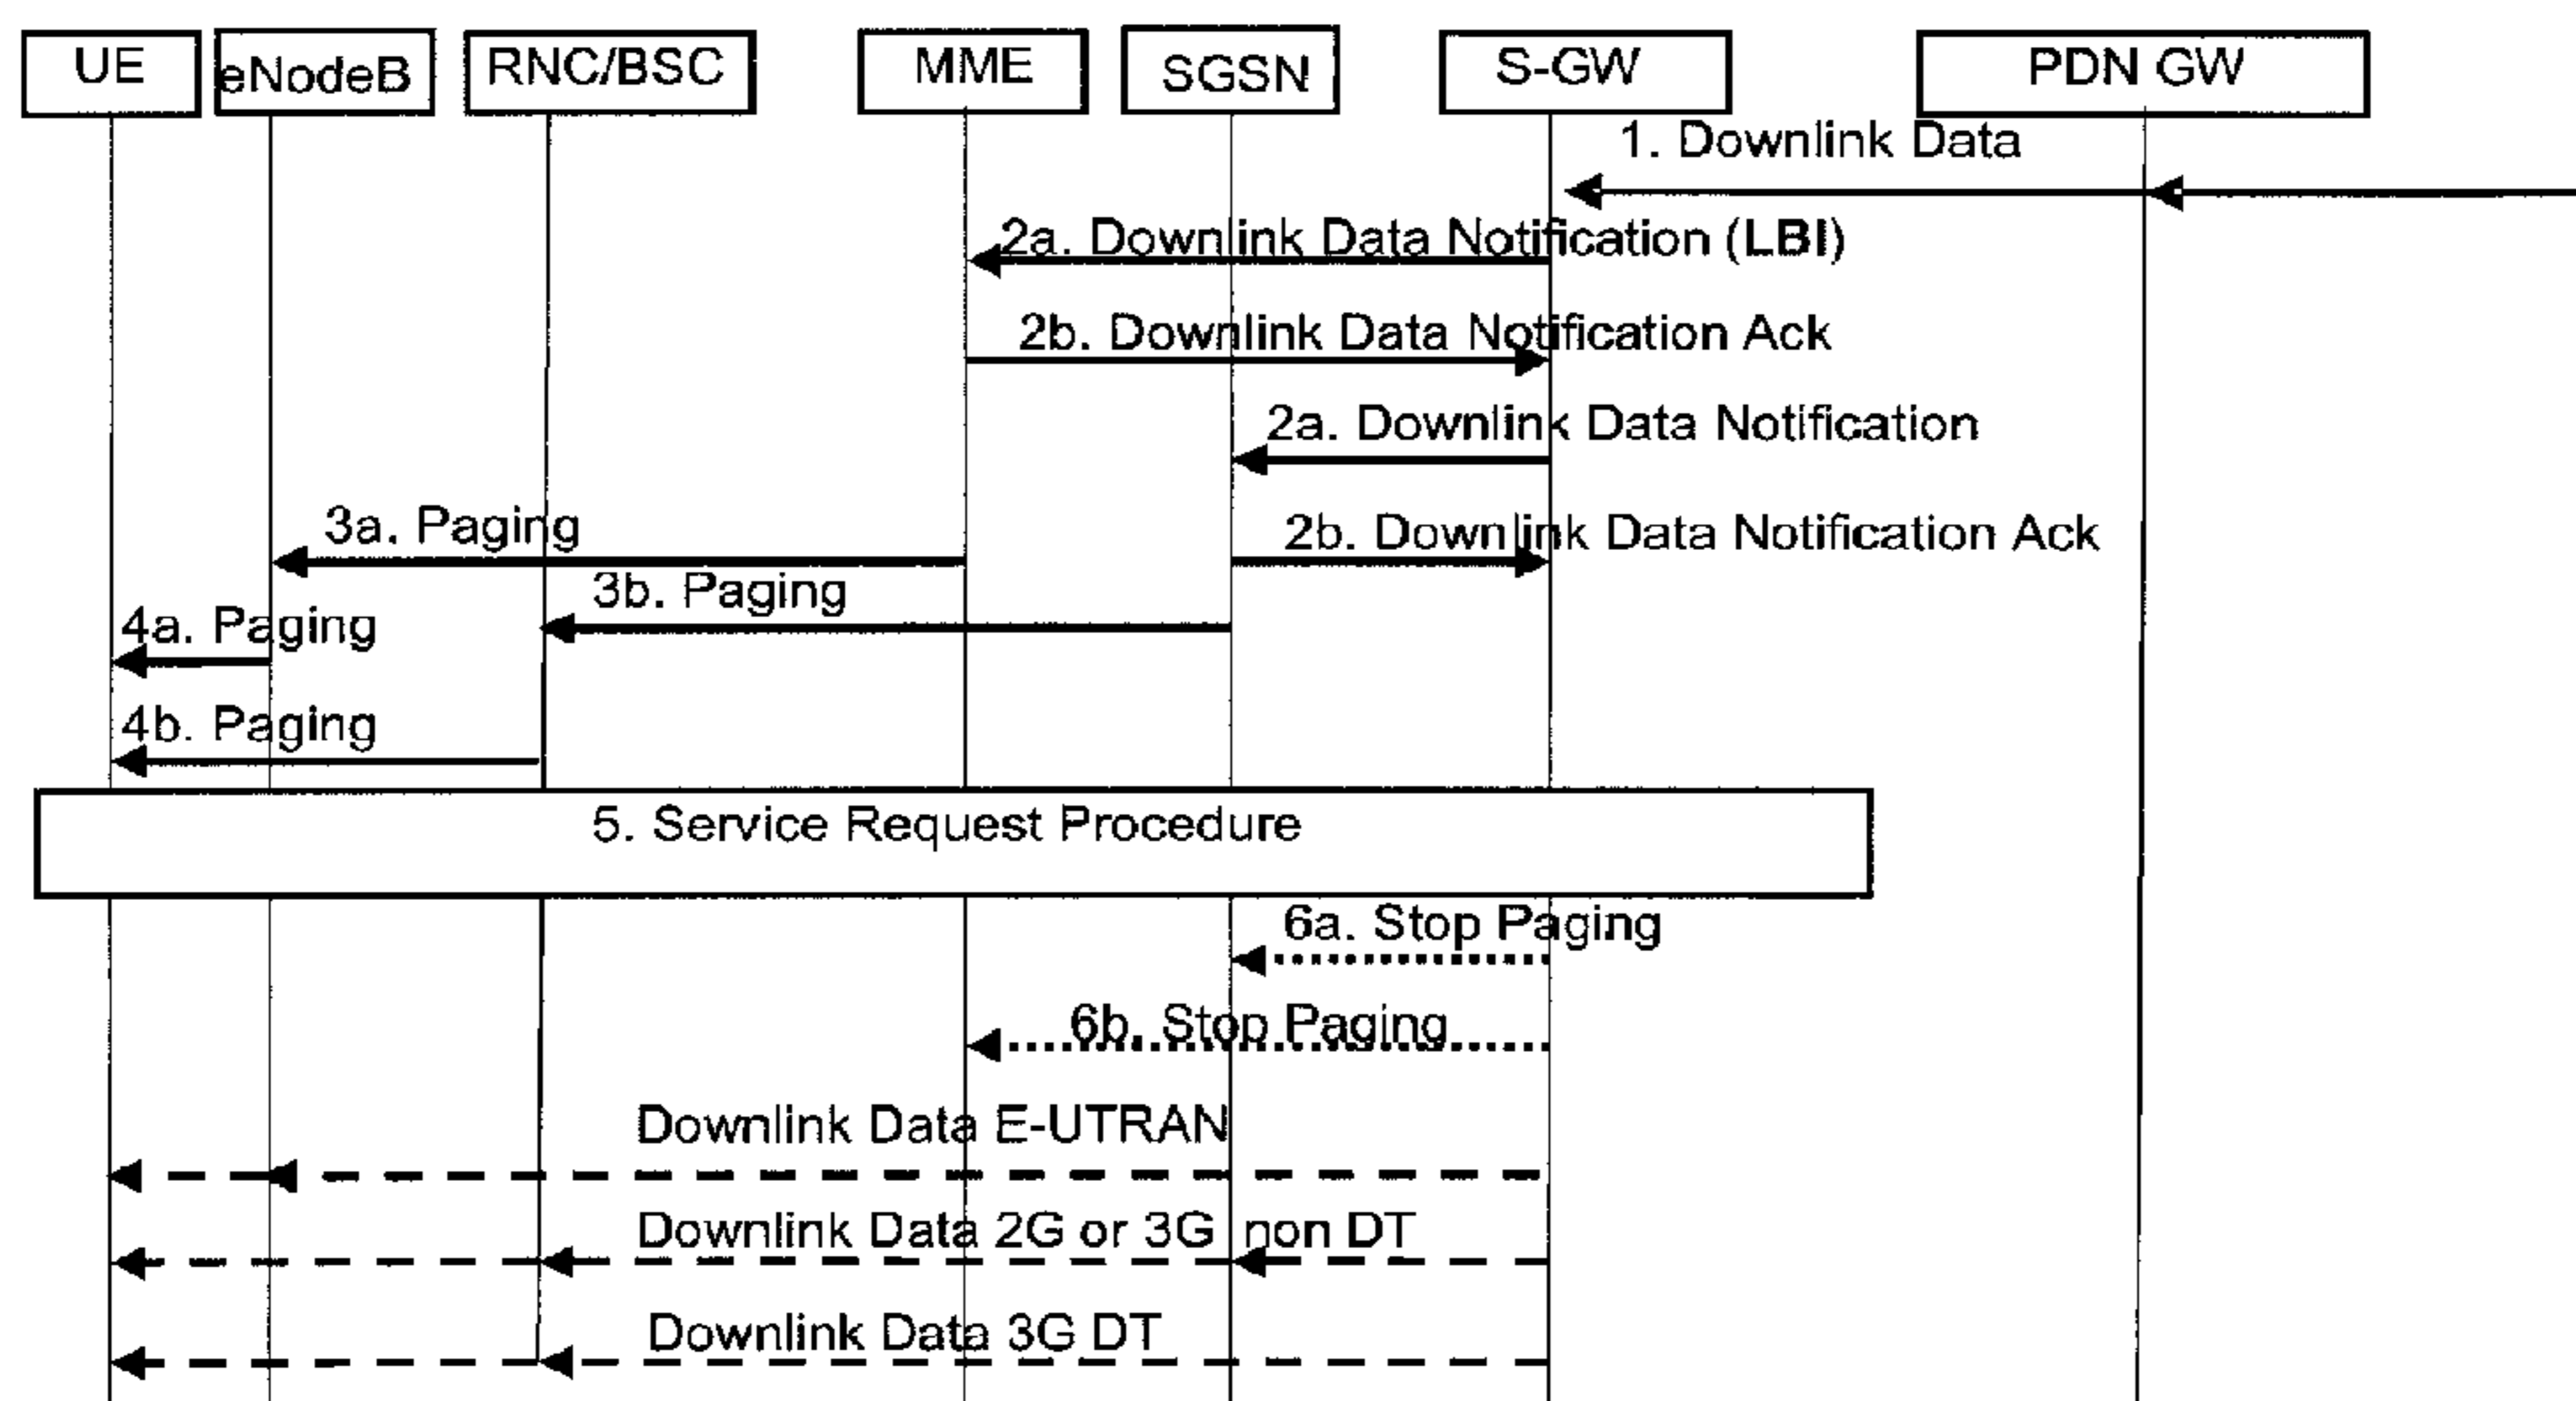 UE
eNodeB
RNC/BSC
MME
SGSN
S-GW
PDN GW
1. Downlink Data
2a. Downlink Data Notification (LBI)
2b. Downlink Data Notification Ack
2a. Downlink Data Notification
3a. Paging
2b. Downlink Data Notification Ack
3b. Paging
4a. Paging
4b. Paging
5. Service Request Procedure
6a. Stop Paging
6b. Stop Paging
Downlink Data E-UTRAN
Downlink Data 2G or 3G non DT
Downlink Data 3G DT